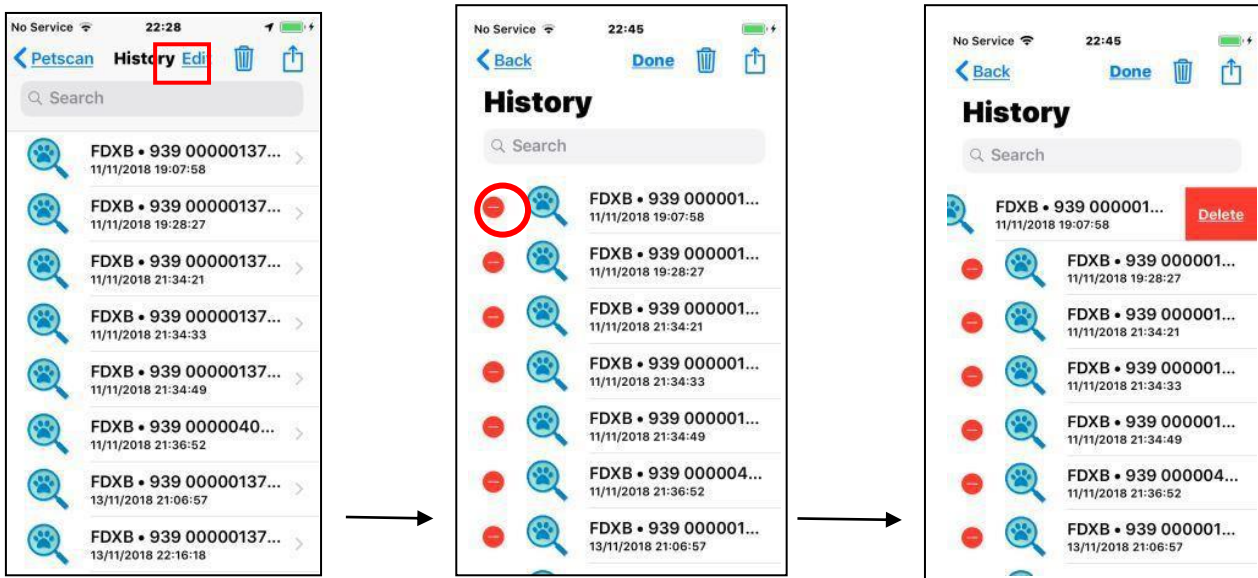 No Service 22:28
Petscan History Edit
Search
FDXB • 939 00000137...
11/11/2018 19:07:58
FDXB • 939 00000137...
11/11/2018 19:28:27
FDXB • 939 00000137...
11/11/2018 21:34:21
FDXB • 939 00000137...
11/11/2018 21:34:33
FDXB • 939 00000137...
11/11/2018 21:34:49
FDXB • 939 0000040...
11/11/2018 21:36:52
FDXB • 939 00000137...
13/11/2018 21:06:57
FDXB • 939 00000137...
13/11/2018 22:16:18
No Service 22:45
Back Done
History
Search
FDXB • 939 000001...
11/11/2018 19:07:58
FDXB • 939 000001...
11/11/2018 19:28:27
FDXB • 939 000001...
11/11/2018 21:34:21
FDXB • 939 000001...
11/11/2018 21:34:33
FDXB • 939 000001...
11/11/2018 21:34:49
FDXB • 939 000004...
11/11/2018 21:36:52
FDXB • 939 000001...
13/11/2018 21:06:57
No Service 22:45
Back Done
History
Search
FDXB • 939 000001...
11/11/2018 19:07:58
Delete
FDXB • 939 000001...
11/11/2018 19:28:27
FDXB • 939 000001...
11/11/2018 21:34:21
FDXB • 939 000001...
11/11/2018 21:34:33
FDXB • 939 000001...
11/11/2018 21:34:49
FDXB • 939 000004...
11/11/2018 21:36:52
FDXB • 939 000001...
13/11/2018 21:06:57